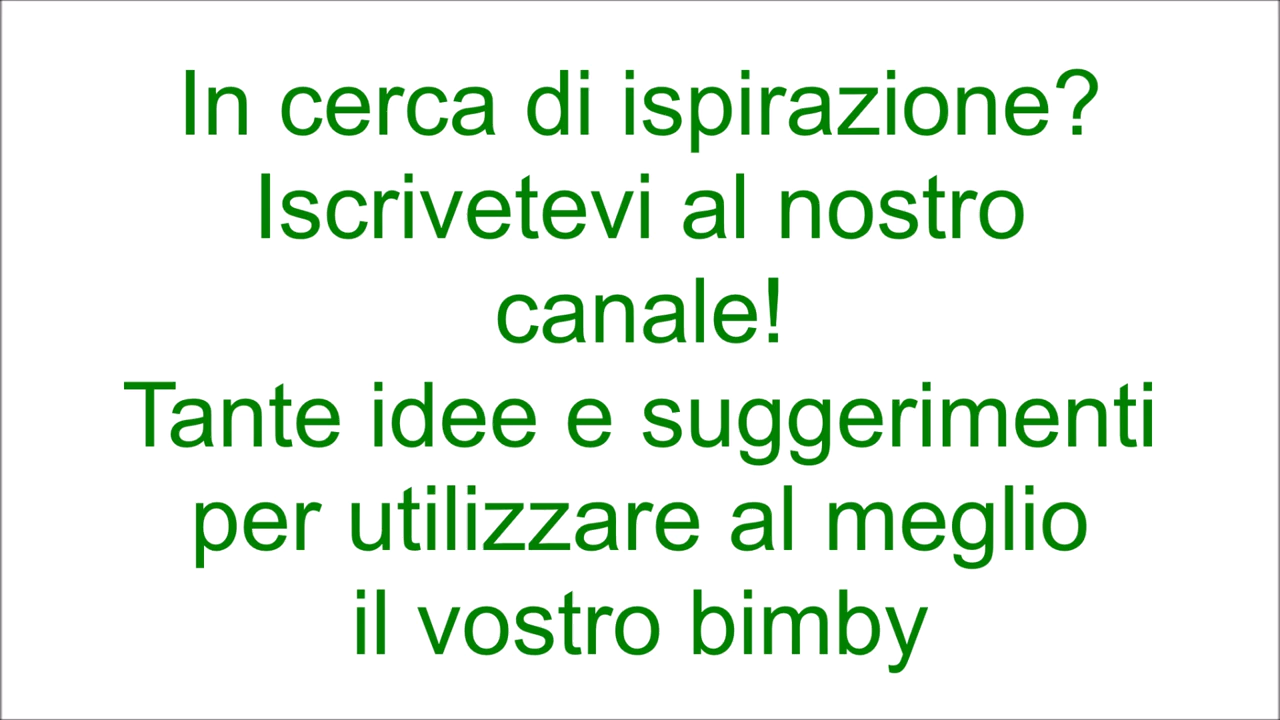 In cerca di ispirazione?
Iscrivetevi al nostro
canale!
Tante idee e suggerimenti
per utilizzare al meglio
il vostro bimby